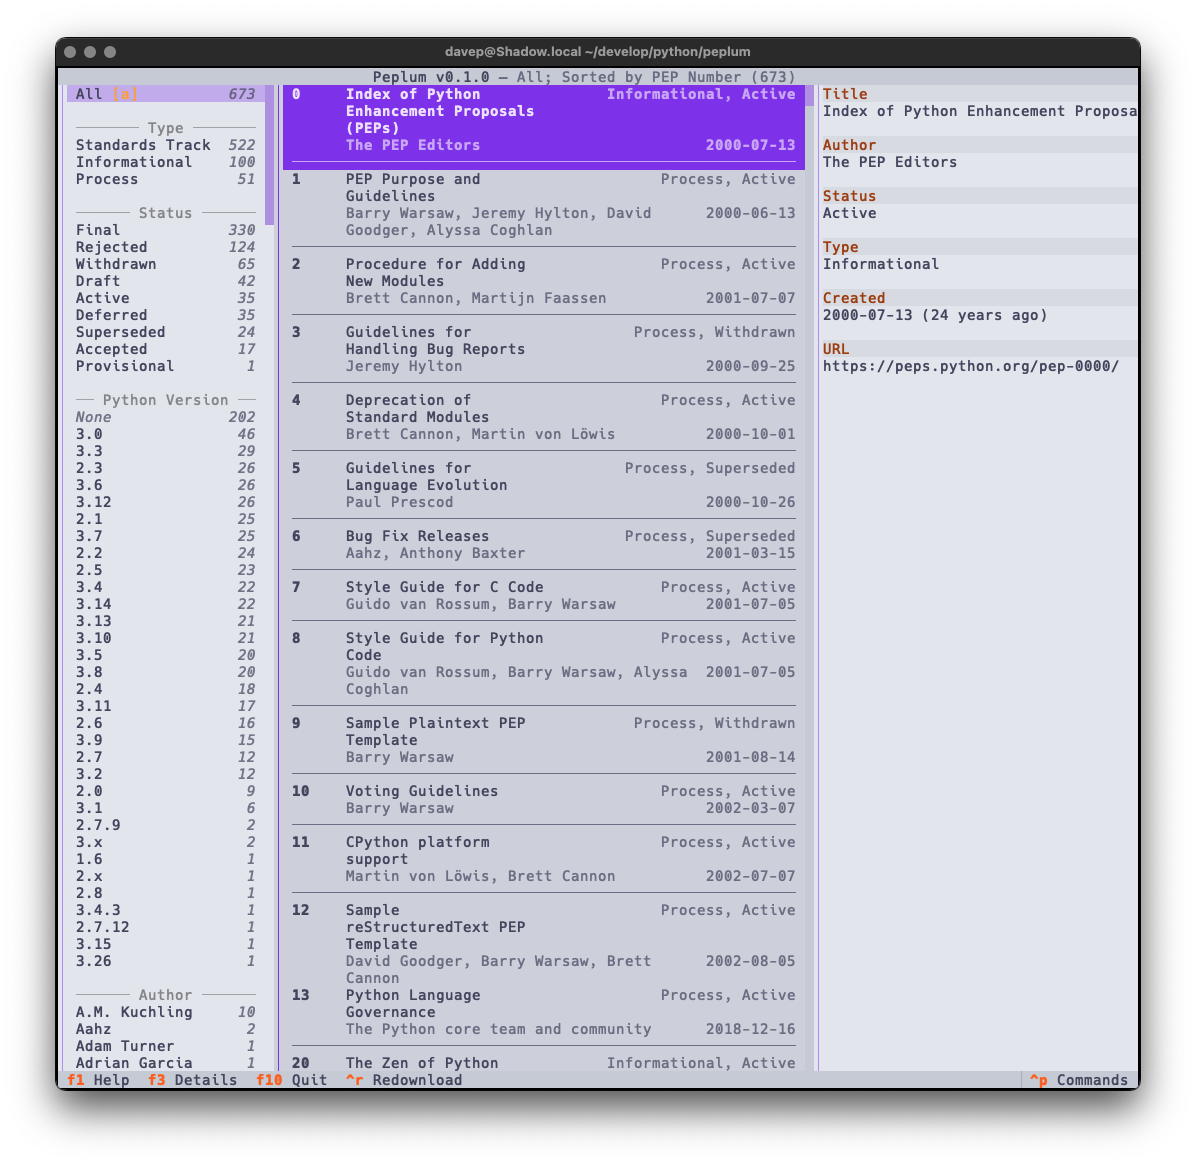 davep@Shadow.local ~/develop/python/peplum
Peplum v0.1.0 — All; Sorted by PEP Number (673)
All [a] 673
Type
Standards Track 522
Informational 100
Process 51
Status
Final 330
Rejected 124
Withdrawn 65
Draft 42
Active 35
Deferred 35
Superseded 24
Accepted 17
Provisional 1
Python Version
None 202
3.0 46
3.3 29
2.3 26
3.6 26
3.12 26
2.1 25
3.7 25
2.2 24
2.5 23
3.4 22
3.14 22
3.13 21
3.10 21
3.5 20
3.8 20
2.4 18
3.11 17
2.6 16
3.9 15
2.7 12
3.2 12
2.0 9
3.1 6
2.7.9 2
3.x 2
1.6 1
2.x 1
2.8 1
3.4.3 1
2.7.12 1
3.15 1
3.26 1
Author
A.M. Kuchling 10
Aahz 2
Adam Turner 1
Adrian Garcia 1
0 Index of Python Informational, Active
Enhancement Proposals
(PEPs)
The PEP Editors 2000-07-13
1 PEP Purpose and Process, Active
Guidelines
Barry Warsaw, Jeremy Hylton, David 2000-06-13
Goodger, Alyssa Coghlan
2 Procedure for Adding Process, Active
New Modules
Brett Cannon, Martijn Faassen 2001-07-07
3 Guidelines for Process, Withdrawn
Handling Bug Reports
Jeremy Hylton 2000-09-25
4 Deprecation of Process, Active
Standard Modules
Brett Cannon, Martin von Löwis 2000-10-01
5 Guidelines for Process, Superseded
Language Evolution
Paul Prescod 2000-10-26
6 Bug Fix Releases Process, Superseded
Aahz, Anthony Baxter 2001-03-15
7 Style Guide for C Code Process, Active
Guido van Rossum, Barry Warsaw 2001-07-05
8 Style Guide for Python Process, Active
Code
Guido van Rossum, Barry Warsaw, Alyssa 2001-07-05
Coghlan
9 Sample Plaintext PEP Process, Withdrawn
Template
Barry Warsaw 2001-08-14
10 Voting Guidelines Process, Active
Barry Warsaw 2002-03-07
11 CPython platform Process, Active
support
Martin von Löwis, Brett Cannon 2002-07-07
12 Sample Process, Active
reStructuredText PEP
Template
David Goodger, Barry Warsaw, Brett 2002-08-05
Cannon
13 Python Language Process, Active
Governance
The Python core team and community 2018-12-16
20 The Zen of Python Informational, Active
Title
Index of Python Enhancement Proposa
Author
The PEP Editors
Status
Active
Type
Informational
Created
2000-07-13 (24 years ago)
URL
https://peps.python.org/pep-0000/
f1 Help f3 Details f10 Quit ^r Redownload ^p Commands